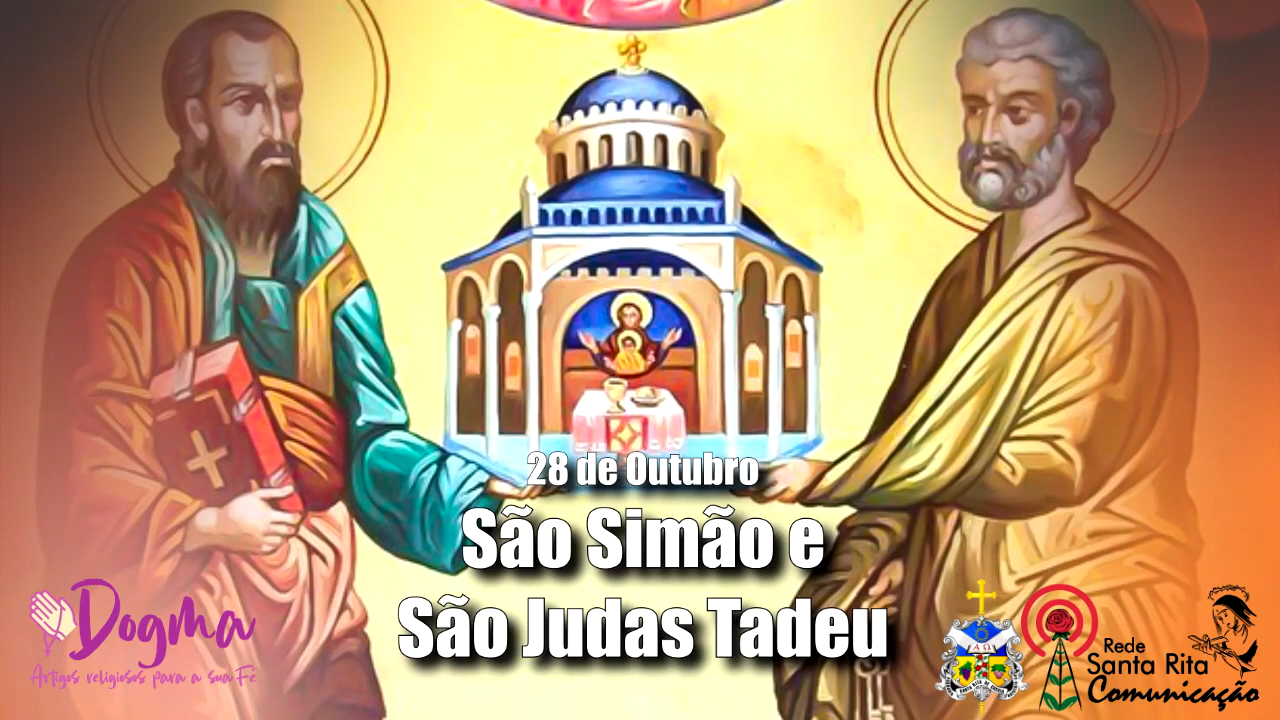 28 de Outubro
São Simão e
São Judas Tadeu
Dogma
Artigos religiosos para a sua Fé
Rede
Santa Rita
Comunicação
Α Ω